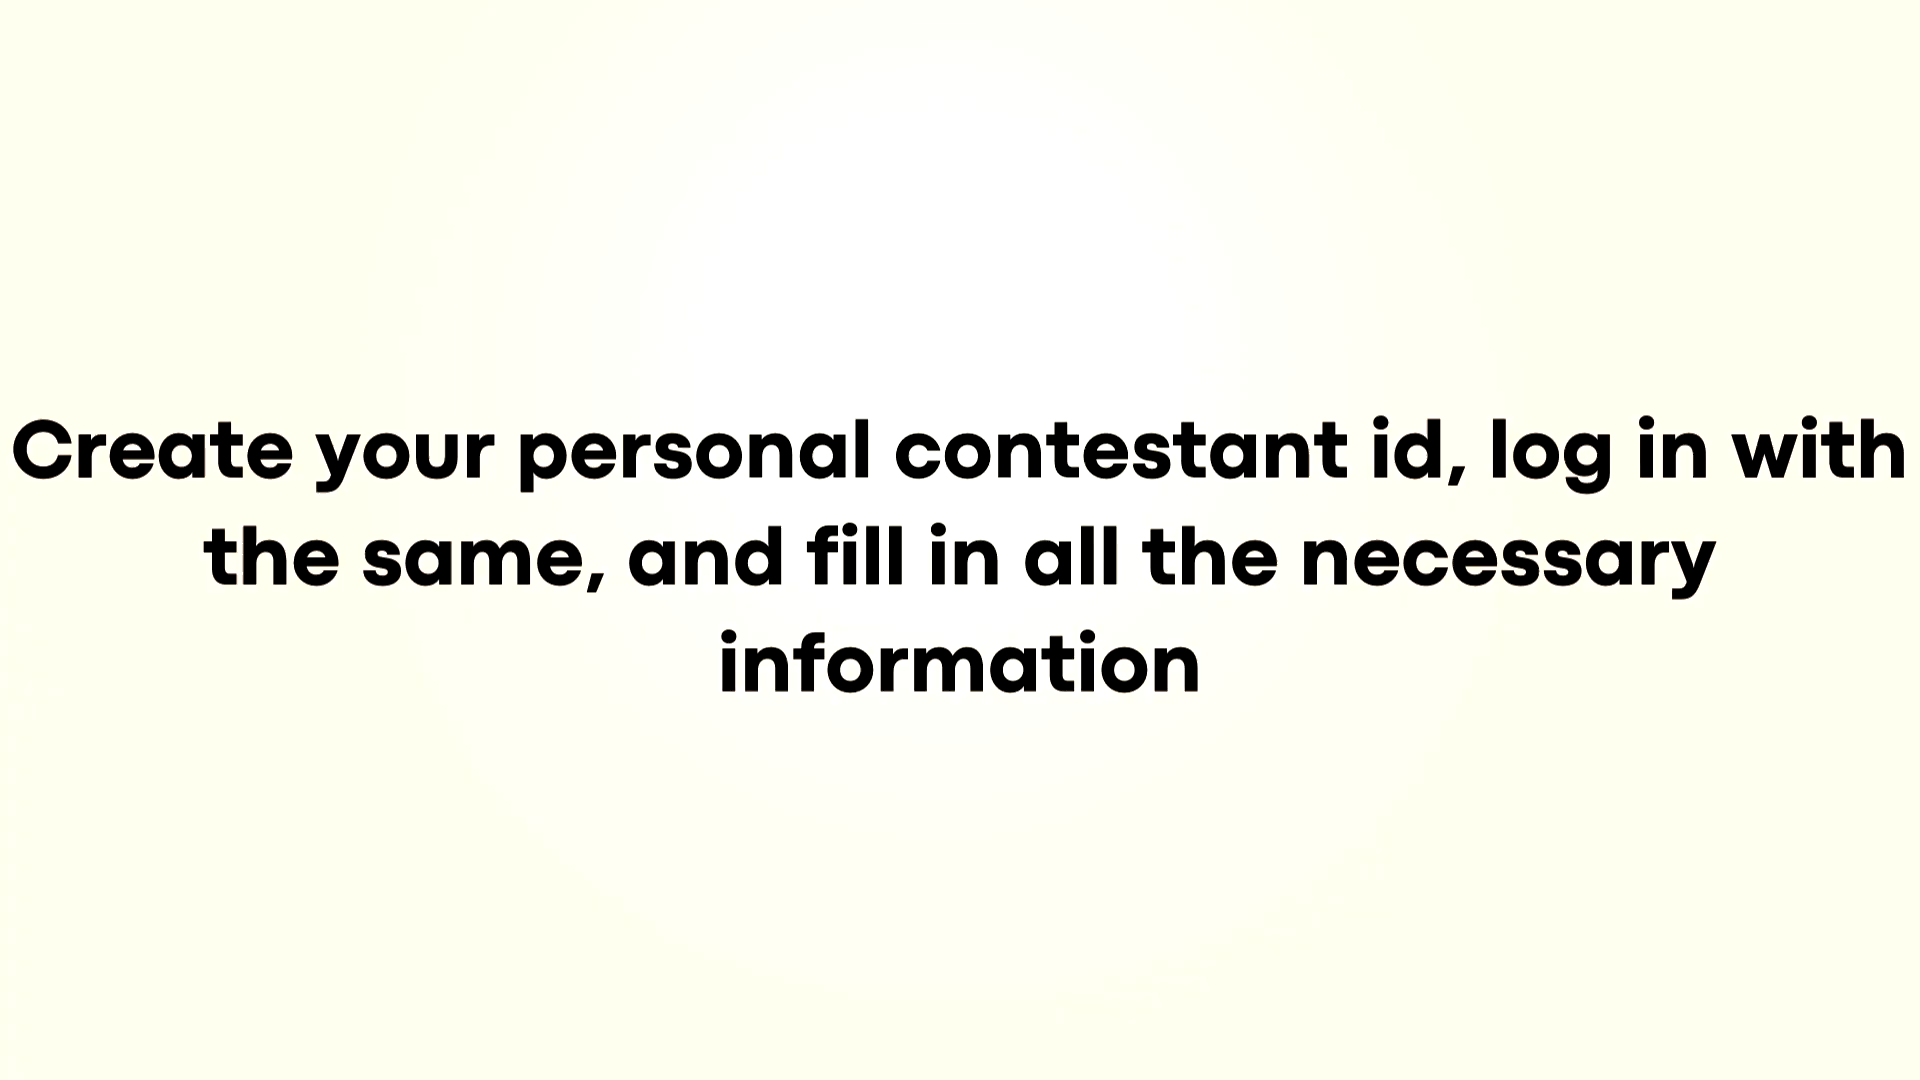 Create your personal contestant id, log in with
the same, and fill in all the necessary
information